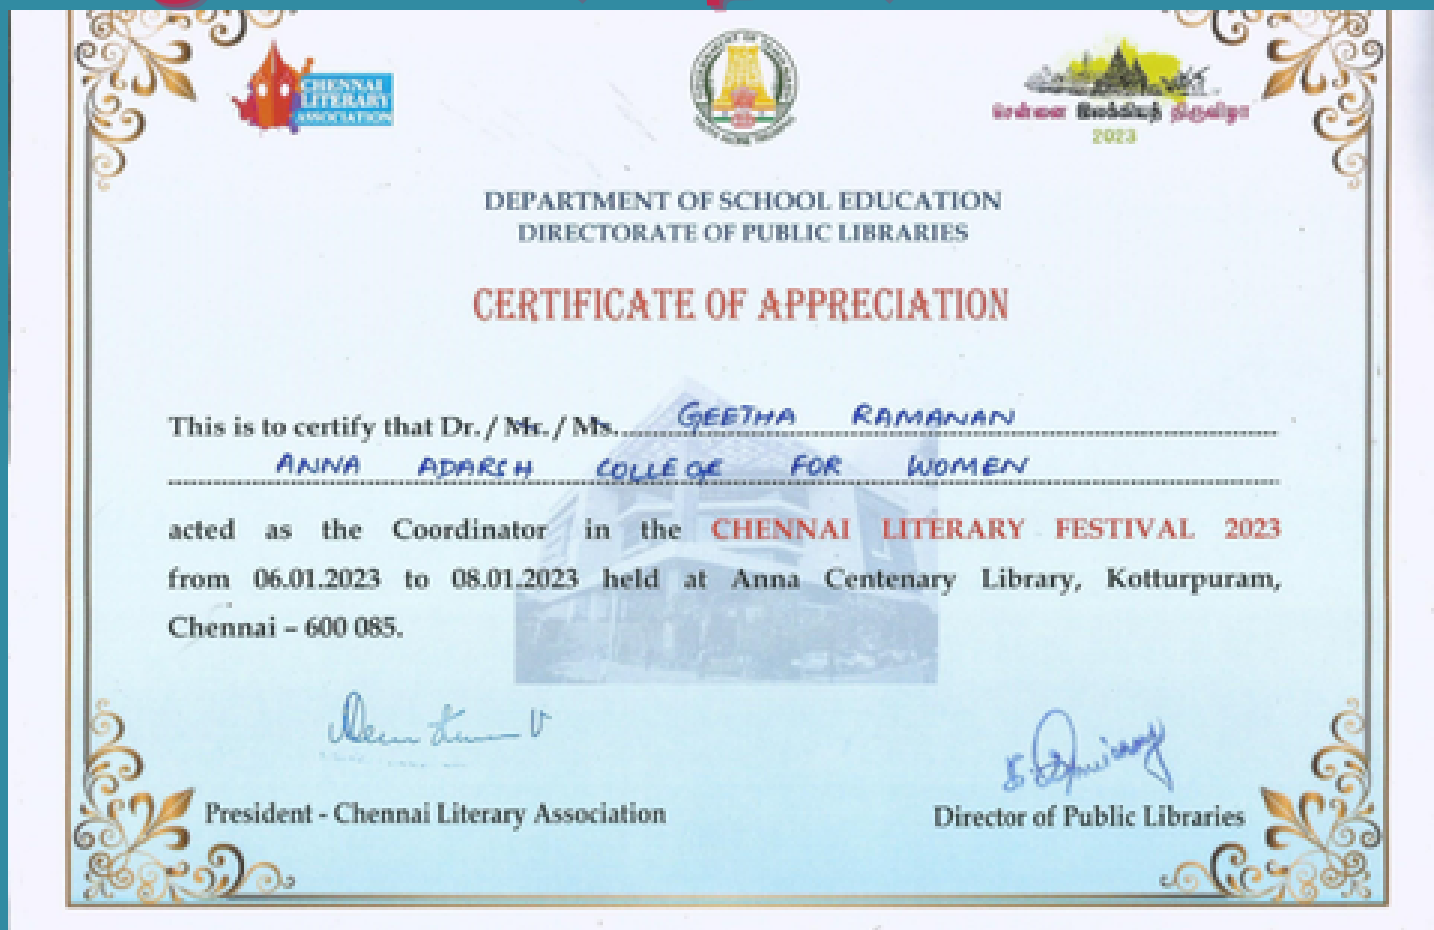 CHENNAI
LITERARY
ASSOCIATION
சென்னை இலக்கியத் திருவிழா
2023
DEPARTMENT OF SCHOOL EDUCATION
DIRECTORATE OF PUBLIC LIBRARIES
CERTIFICATE OF APPRECIATION
This is to certify that Dr. / Mr. / Ms. GEETHA RAMANAN
ANNA ADARSH COLLEGE FOR WOMEN
acted as the Coordinator in the CHENNAI LITERARY FESTIVAL 2023
from 06.01.2023 to 08.01.2023 held at Anna Centenary Library, Kotturpuram,
Chennai – 600 085.
President - Chennai Literary Association
Director of Public Libraries